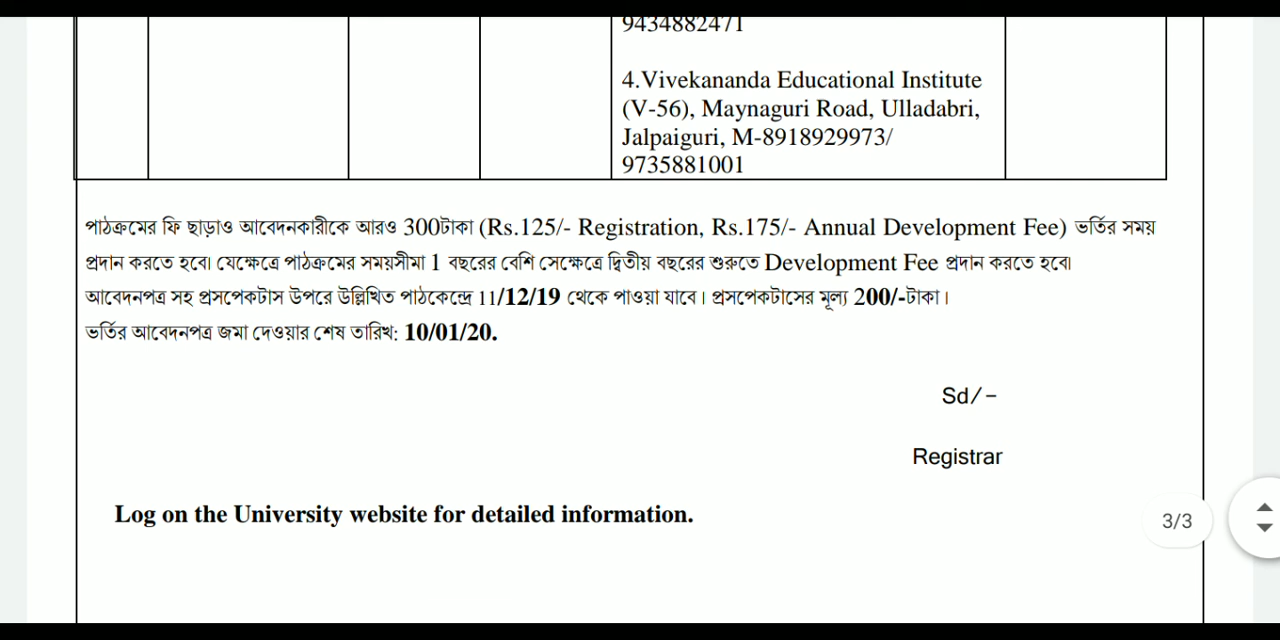 9434882471
4.Vivekananda Educational Institute
(V-56), Maynaguri Road, Ulladabri,
Jalpaiguri, M-8918929973/
9735881001
পাঠক্রমের ফি ছাড়াও আবেদনকারীকে আরও 300টাকা (Rs.125/- Registration, Rs.175/- Annual Development Fee) ভর্তির সময়
প্রদান করতে হবে। যেক্ষেত্রে পাঠক্রমের সময়সীমা 1 বছরের বেশি সেক্ষেত্রে দ্বিতীয় বছরের শুরুতে Development Fee প্রদান করতে হবে।
আবেদনপত্র সহ প্রসপেকটাস উপরে উল্লিখিত পাঠকেন্দ্রে 11/12/19 থেকে পাওয়া যাবে। প্রসপেকটাসের মূল্য 200/-টাকা।
ভর্তির আবেদনপত্র জমা দেওয়ার শেষ তারিখ: 10/01/20.
Sd/-
Registrar
Log on the University website for detailed information.
3/3